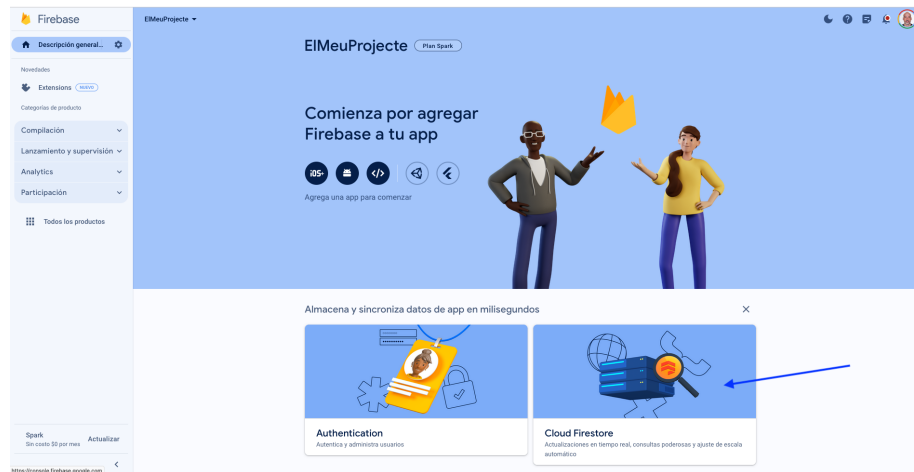 Firebase
ElMeuProjecte
Descripción general...
Novedades
Extensions NUEVO
Categorías de producto
Compilación
Lanzamiento y supervisión
Analytics
Participación
Todos los productos
Spark
Sin costo $0 por mes
Actualizar
https://console.firebase.google.com
ElMeuProjecte Plan Spark
Comienza por agregar
Firebase a tu app
iOS+
Agrega una app para comenzar
Almacena y sincroniza datos de app en milisegundos
Authentication
Autentica y administra usuarios
Cloud Firestore
Actualizaciones en tiempo real, consultas poderosas y ajuste de escala
automático